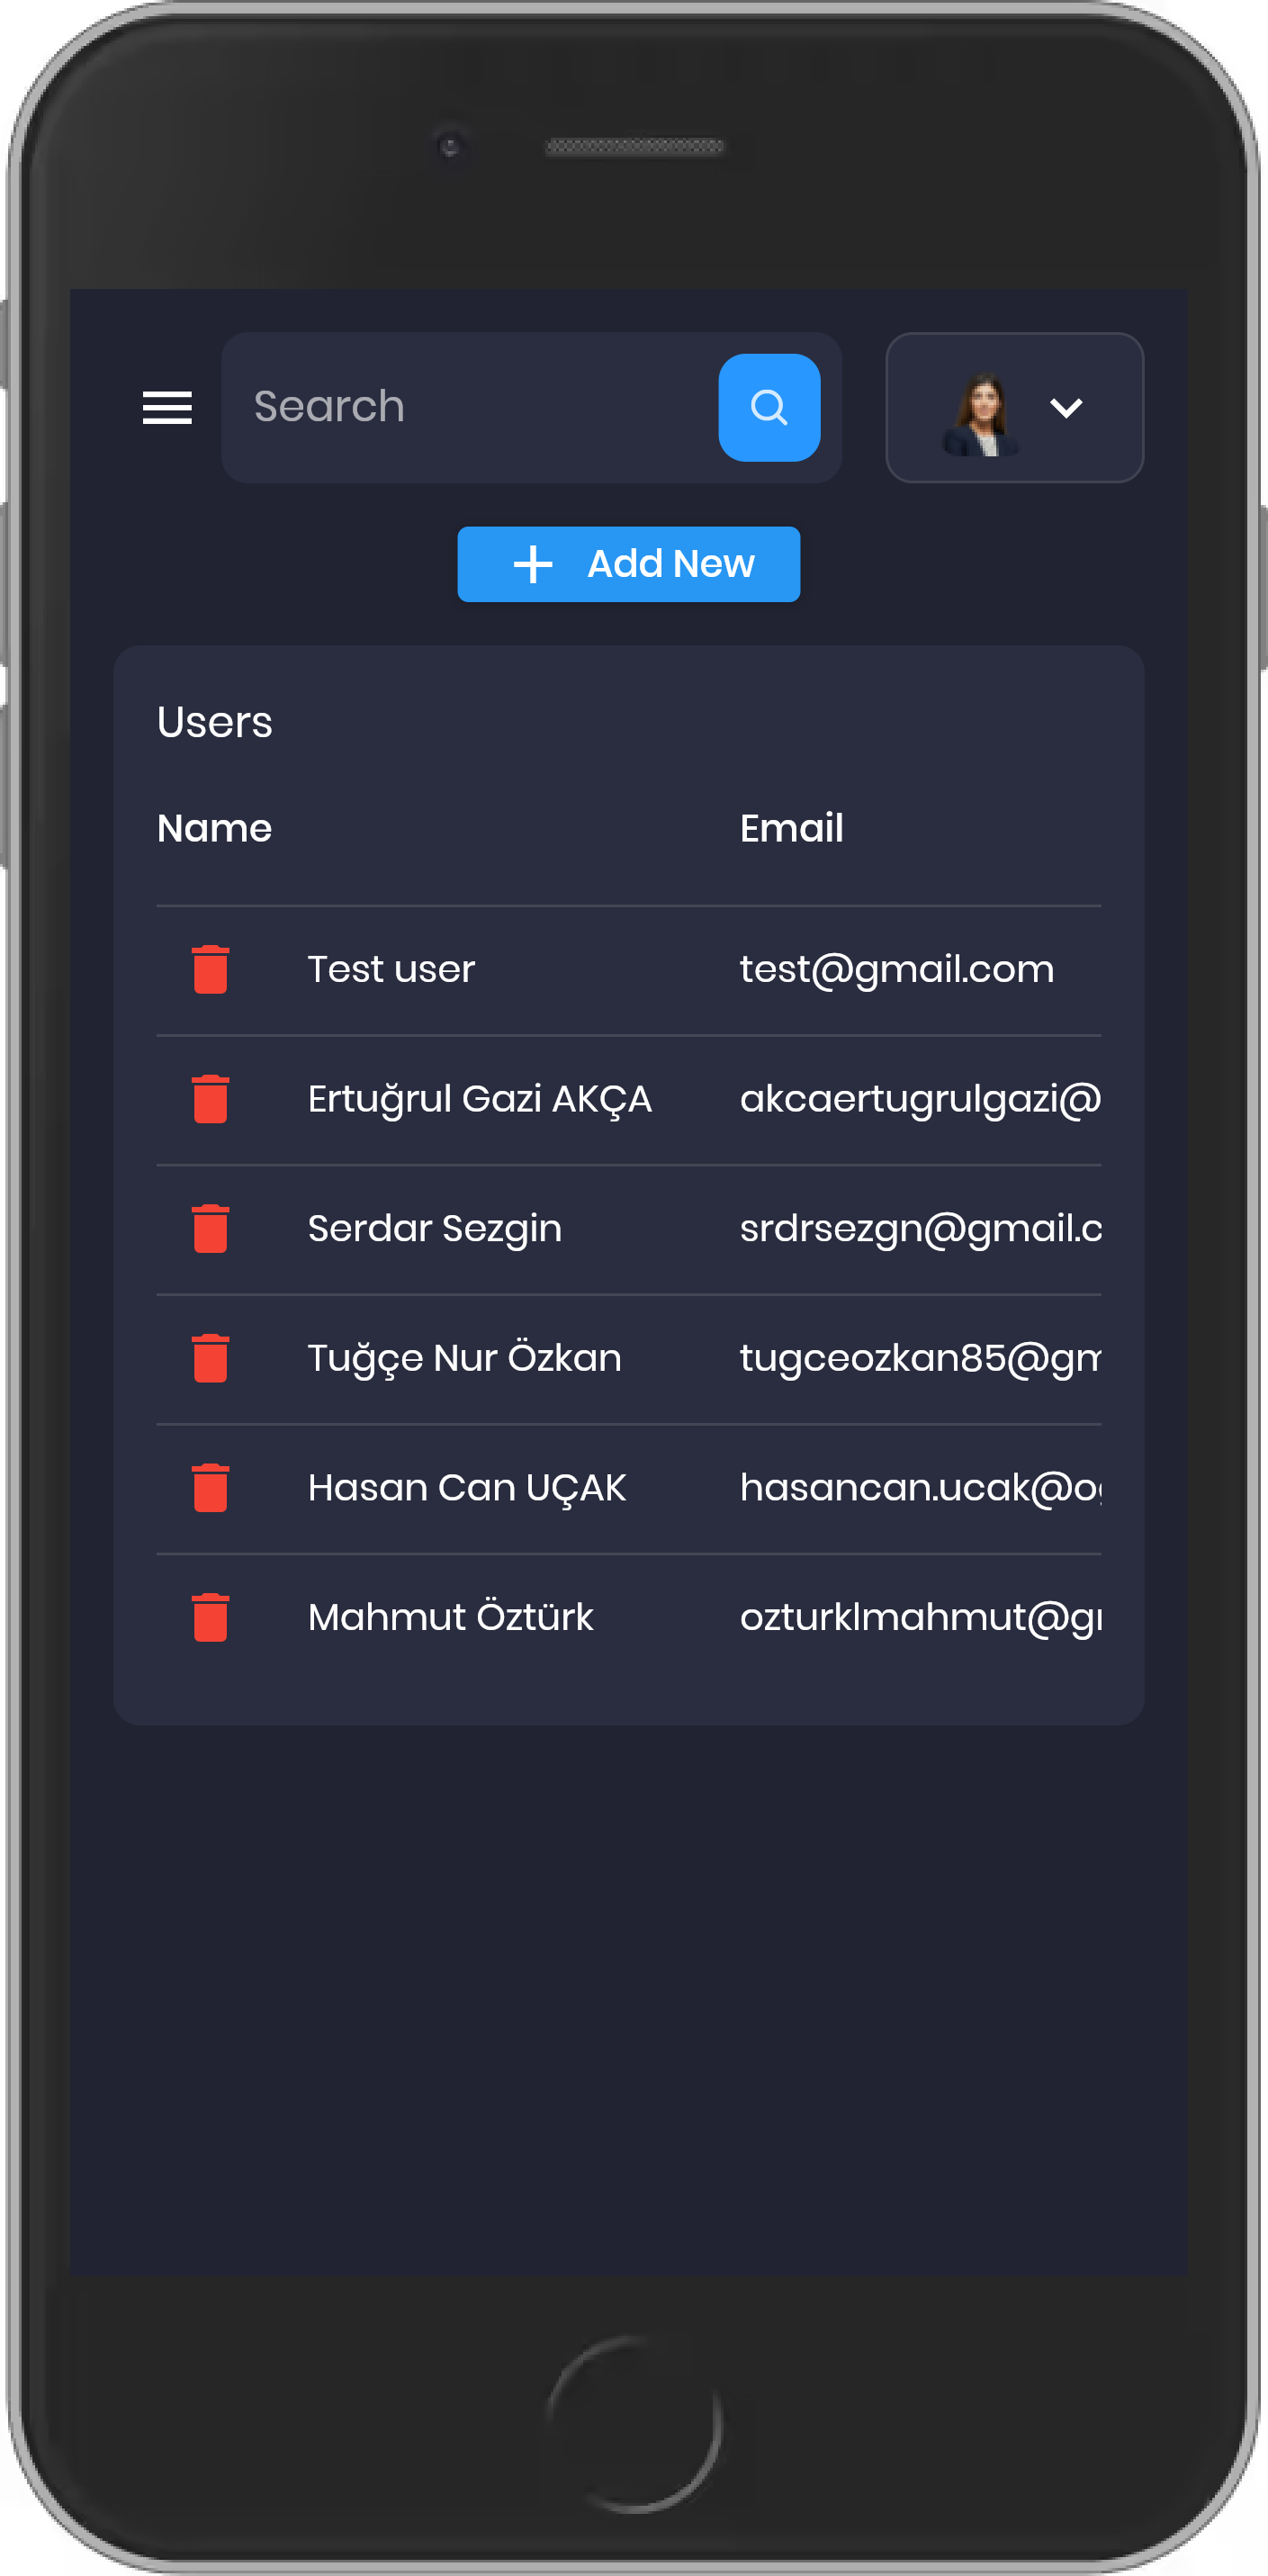 Search
Add New
Users
Name Email
Test user test@gmail.com
Ertuğrul Gazi AKÇA akcaertugrulgazi@
Serdar Sezgin srdrsezgn@gmail.c
Tuğçe Nur Özkan tugceozkan85@gm
Hasan Can UÇAK hasancan.ucak@og
Mahmut Öztürk ozturklmahmut@g